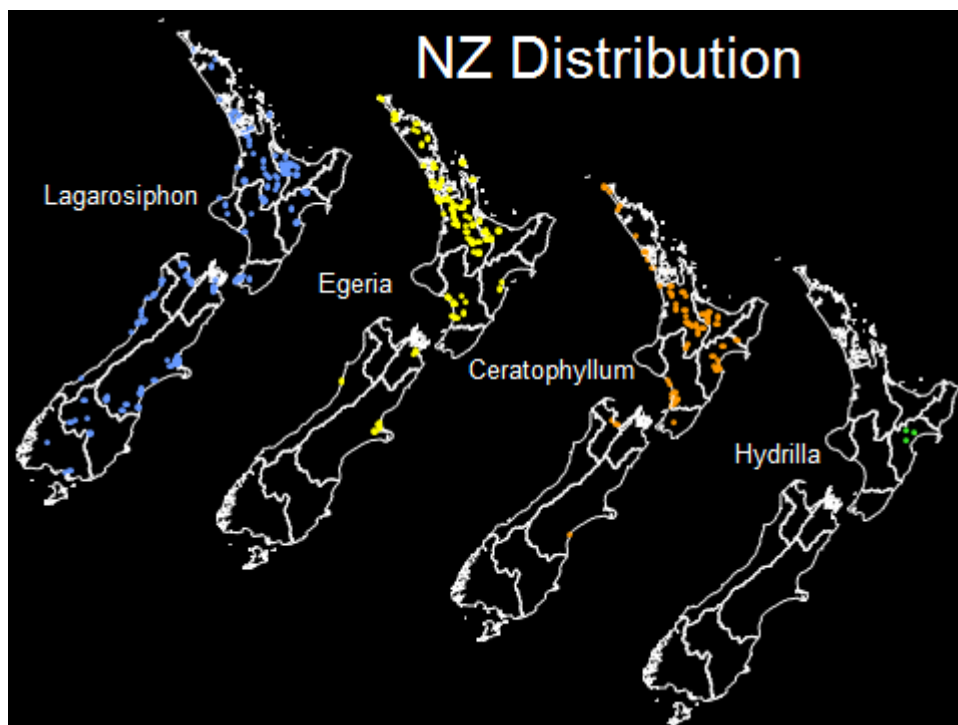 NZ Distribution
Lagarosiphon
Egeria
Ceratophyllum
Hydrilla